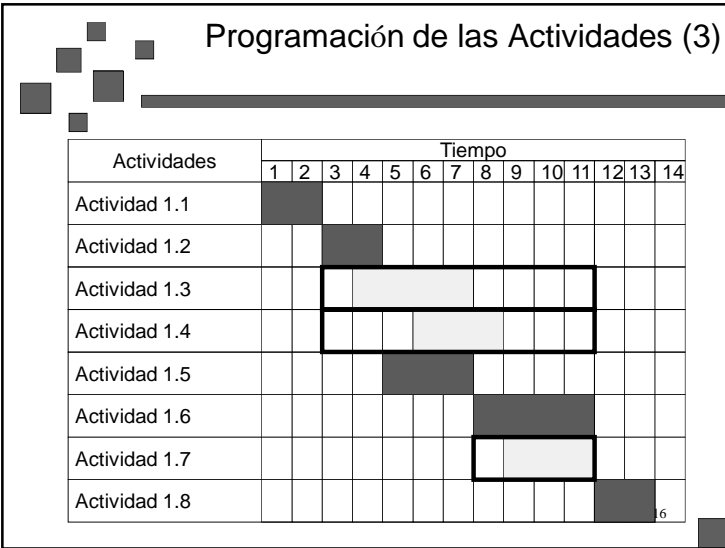 Programación de las Actividades (3)
Actividades
Tiempo
1 2 3 4 5 6 7 8 9 10 11 12 13 14
Actividad 1.1
Actividad 1.2
Actividad 1.3
Actividad 1.4
Actividad 1.5
Actividad 1.6
Actividad 1.7
Actividad 1.8
16